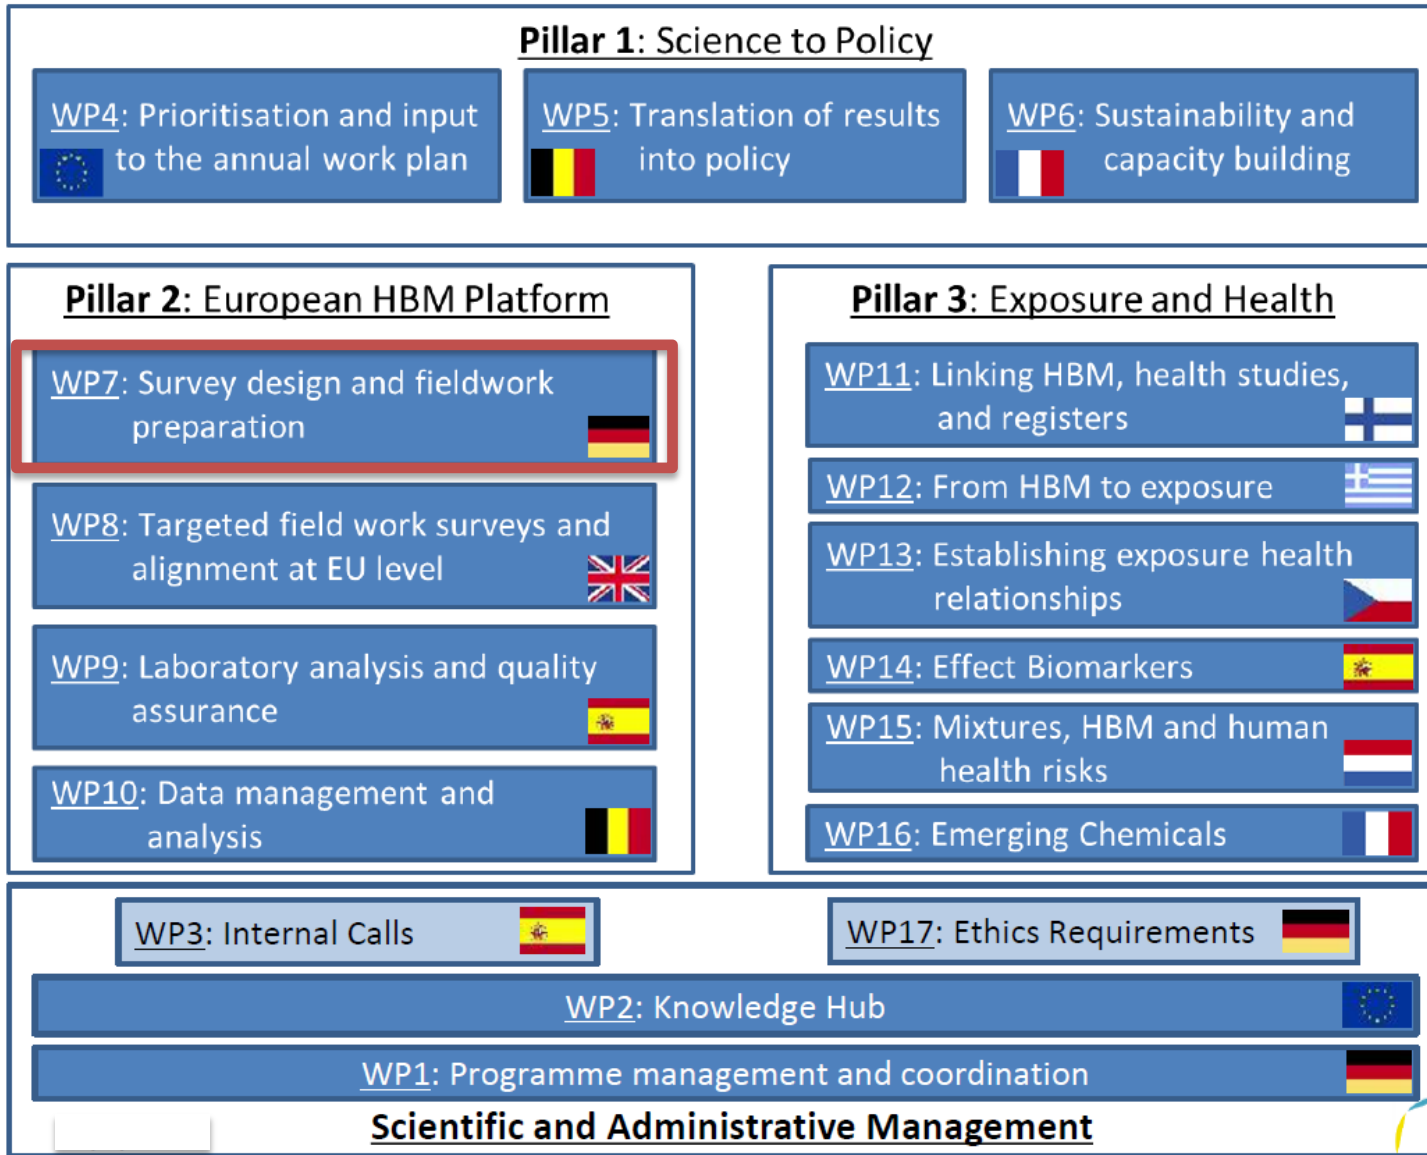 Pillar 1: Science to Policy
WP4: Prioritisation and input
to the annual work plan
WP5: Translation of results
into policy
WP6: Sustainability and
capacity building
Pillar 2: European HBM Platform
WP7: Survey design and fieldwork
preparation
WP8: Targeted field work surveys and
alignment at EU level
WP9: Laboratory analysis and quality
assurance
WP10: Data management and
analysis
Pillar 3: Exposure and Health
WP11: Linking HBM, health studies,
and registers
WP12: From HBM to exposure
WP13: Establishing exposure health
relationships
WP14: Effect Biomarkers
WP15: Mixtures, HBM and human
health risks
WP16: Emerging Chemicals
WP3: Internal Calls
WP17: Ethics Requirements
WP2: Knowledge Hub
WP1: Programme management and coordination
Scientific and Administrative Management